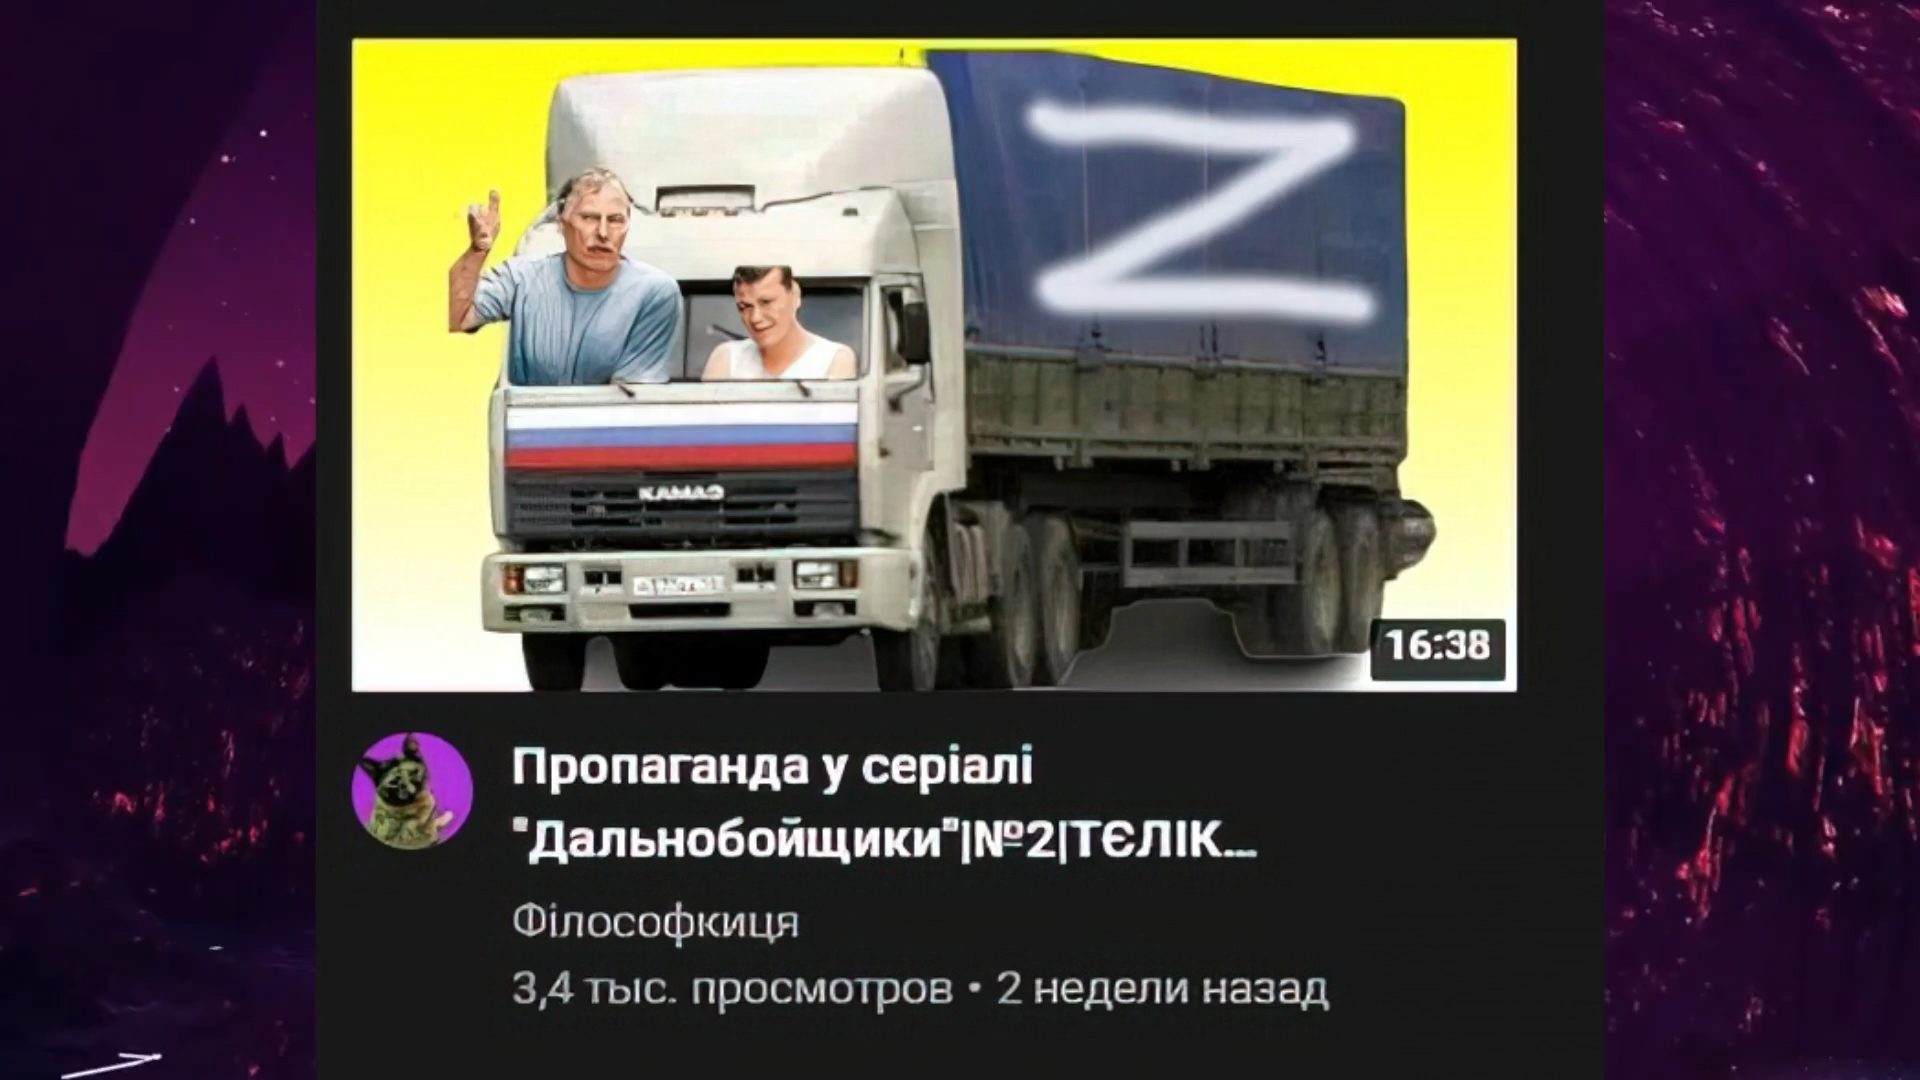 Z
КАМАЗ
16:38
Пропаганда у серіалі
"Дальнобойщики"|№2|ТЄЛІК...
Філософкиця
3,4 тыс. просмотров • 2 недели назад